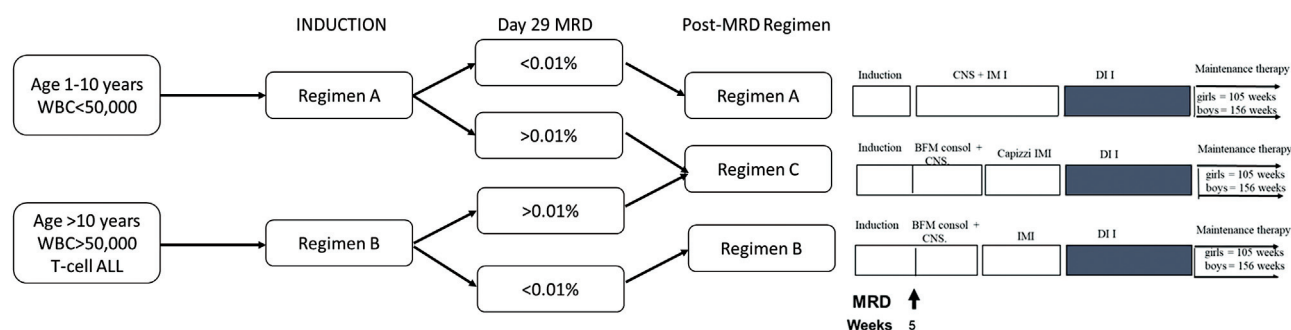 INDUCTION
Day 29 MRD
Post-MRD Regimen
Age 1-10 years
WBC<50,000
Regimen A
<0.01%
>0.01%
Regimen A
Regimen C
Age >10 years
WBC>50,000
T-cell ALL
Regimen B
>0.01%
<0.01%
Regimen B
Induction
CNS + IM I
DI I
Maintenance therapy
girls = 105 weeks
boys = 156 weeks
Induction
BFM consol +
CNS.
Capizzi IMI
DI I
Maintenance therapy
girls = 105 weeks
boys = 156 weeks
Induction
BFM consol +
CNS.
IMI
DI I
Maintenance therapy
girls = 105 weeks
boys = 156 weeks
MRD
Weeks 5